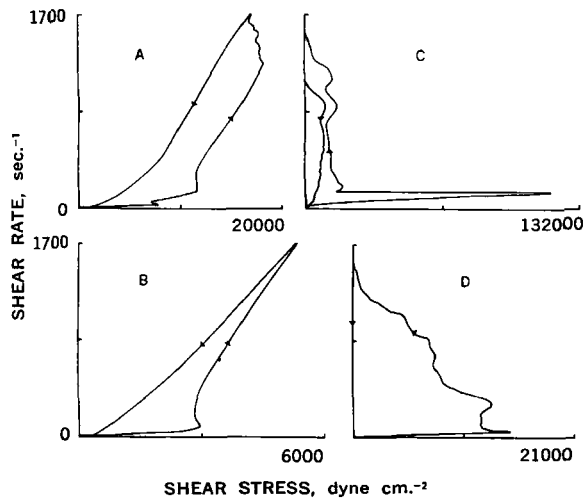 1700
A
C
0
20000
132000
SHEAR RATE, sec.⁻¹
1700
B
D
0
6000
21000
SHEAR STRESS, dyne cm.⁻²